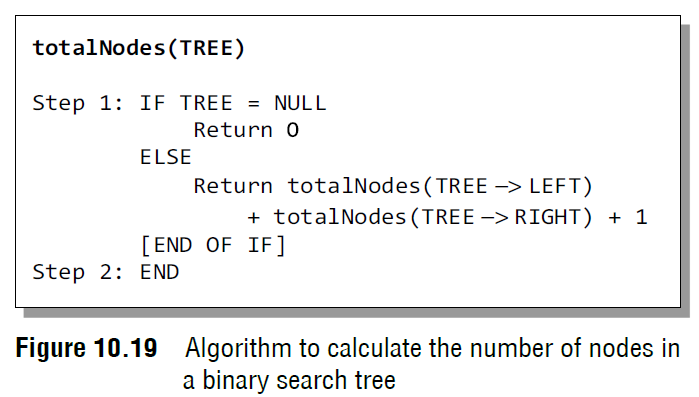 totalNodes(TREE)
Step 1: IF TREE = NULL
Return 0
ELSE
Return totalNodes(TREE –> LEFT)
+ totalNodes(TREE –> RIGHT) + 1
[END OF IF]
Step 2: END
Figure 10.19 Algorithm to calculate the number of nodes in
a binary search tree